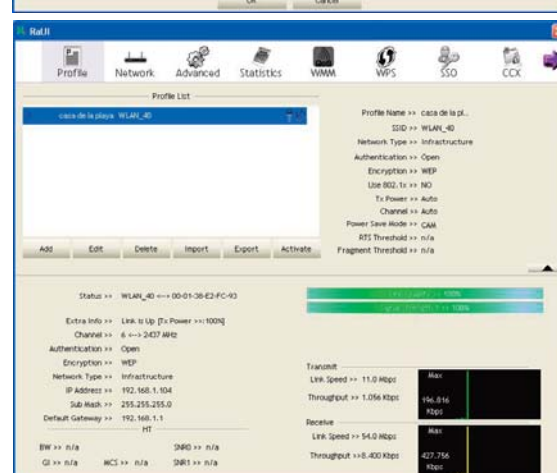 OK Cancel
RaUI
Profile Network Advanced Statistics WMM WPS SSO CCX
Profile List
casa de la playa WLAN_40
Profile Name >> casa de la pl...
SSID >> WLAN_40
Network Type >> Infrastructure
Authentication >> Open
Encryption >> WEP
Use 802.1x >> NO
Tx Power >> Auto
Channel >> Auto
Power Save Mode >> CAM
RTS Threshold >> n/a
Fragment Threshold >> n/a
Add Edit Delete Import Export Activate
Status >> WLAN_40 <--> 00-01-38-E2-FC-93
Extra Info >> Link is Up [Tx Power >>:100%]
Channel >> 6 <--> 2437 MHz
Authentication >> Open
Encryption >> WEP
Network Type >> Infrastructure
IP Address >> 192.168.1.104
Sub Mask >> 255.255.255.0
Default Gateway >> 192.168.1.1
HT
BW >> n/a SNR0 >> n/a
GI >> n/a MCS >> n/a SNR1 >> n/a
Link Quality >> 100%
Signal Strength 1 >> 100%
Transmit
Link Speed >> 11.0 Mbps
Throughput >> 1.056 Kbps
Max
196.816
Kbps
Receive
Link Speed >> 54.0 Mbps
Throughput >> 8.400 Kbps
Max
427.756
Kbps